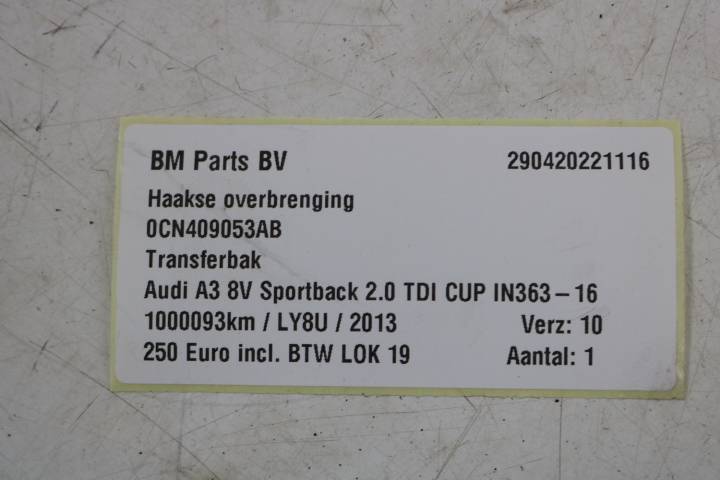 BM Parts BV 290420221116
Haakse overbrenging
0CN409053AB
Transferbak
Audi A3 8V Sportback 2.0 TDI CUP IN363-16
1000093km / LY8U / 2013 Verz: 10
250 Euro incl. BTW LOK 19 Aantal: 1